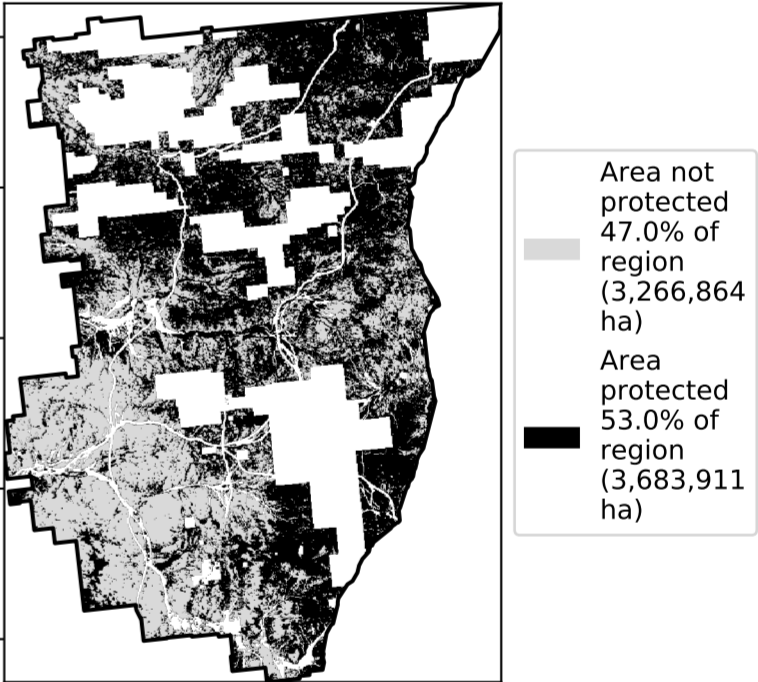 Area not
protected
47.0% of
region
(3,266,864
ha)
Area
protected
53.0% of
region
(3,683,911
ha)